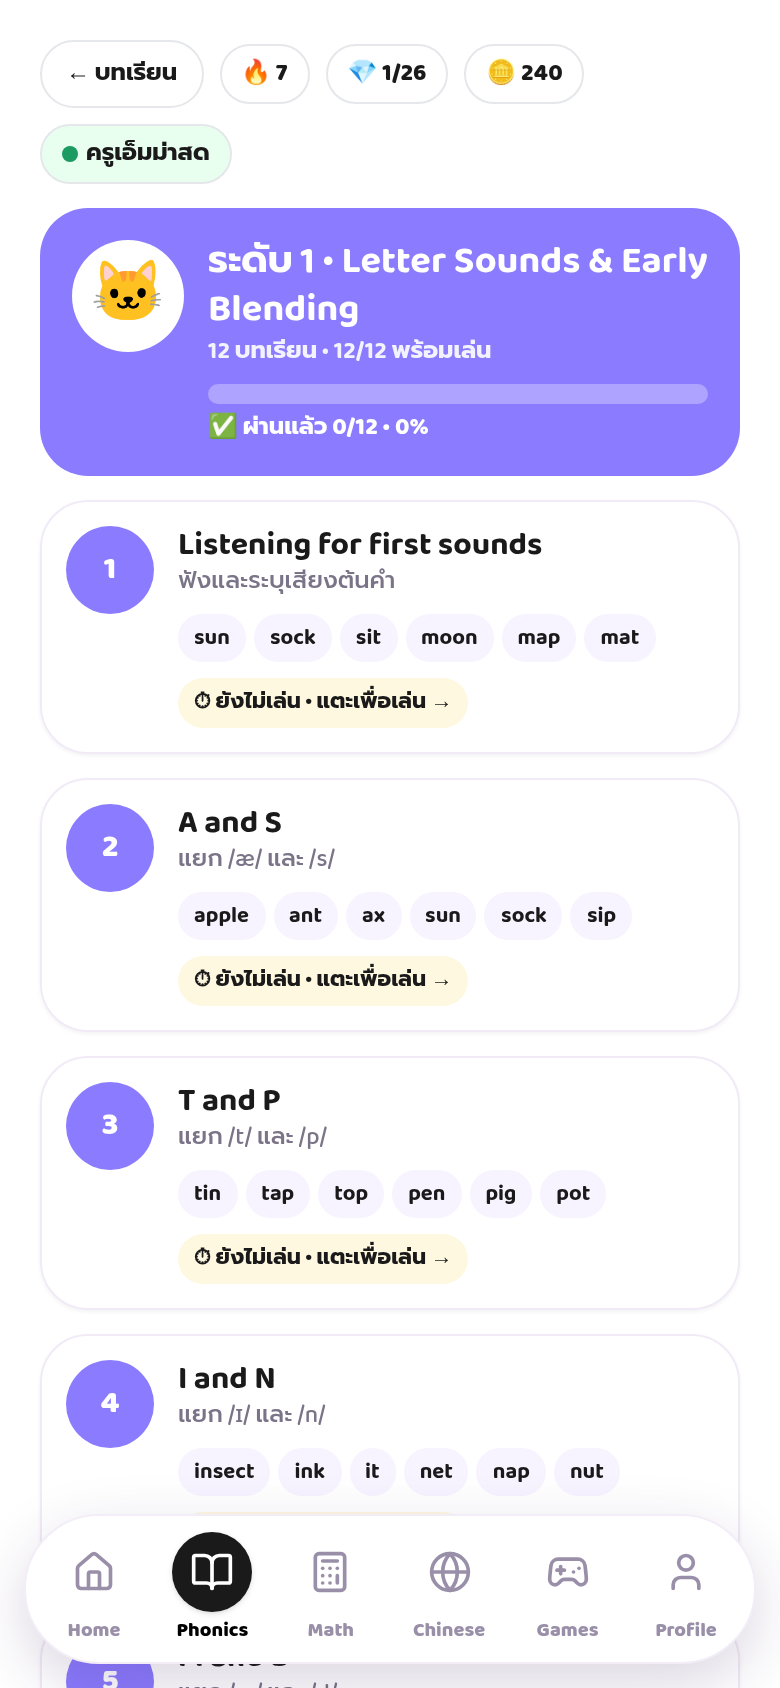 ← บทเรียน 🔥 7 💎 1/26 🪙 240
ครูเอ็มม่าสด
ระดับ 1 • Letter Sounds & Early
Blending
12 บทเรียน • 12/12 พร้อมเล่น
✅ ผ่านแล้ว 0/12 • 0%
1
Listening for first sounds
ฟังและระบุเสียงต้นคำ
sun sock sit moon map mat
⏱ ยังไม่เล่น • แตะเพื่อเล่น →
2
A and S
แยก /æ/ และ /s/
apple ant ax sun sock sip
⏱ ยังไม่เล่น • แตะเพื่อเล่น →
3
T and P
แยก /t/ และ /p/
tin tap top pen pig pot
⏱ ยังไม่เล่น • แตะเพื่อเล่น →
4
I and N
แยก /ɪ/ และ /n/
insect ink it net nap nut
Home Phonics Math Chinese Games Profile
5